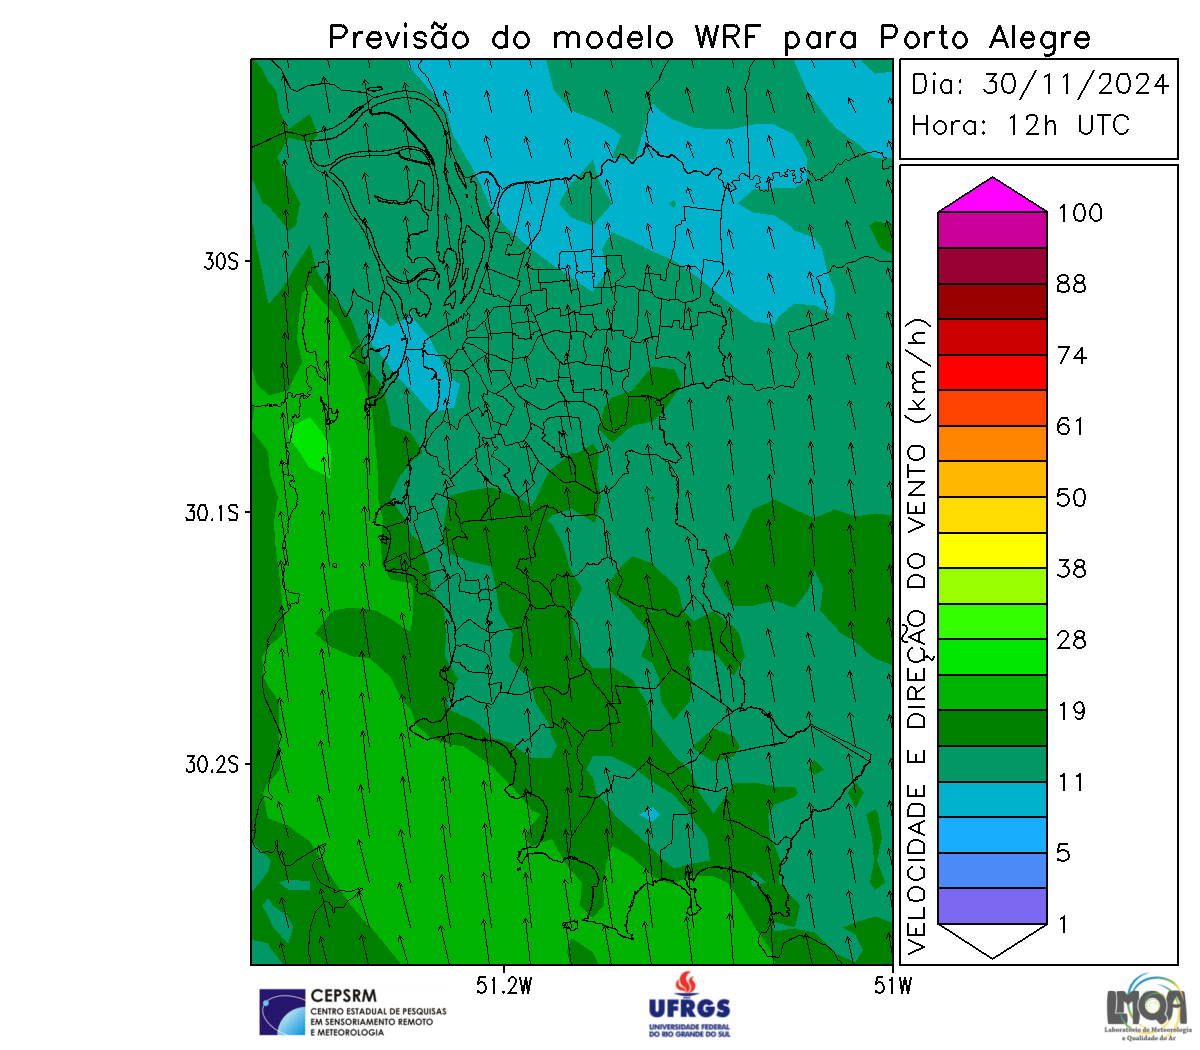 Previsão do modelo WRF para Porto Alegre
Dia: 30/11/2024
Hora: 12h UTC
30S
30.1S
30.2S
51.2W
51W
VELOCIDADE E DIREÇÃO DO VENTO (km/h)
100
88
74
61
50
38
28
19
11
5
1
CEPSRM
CENTRO ESTADUAL DE PESQUISAS
EM SENSORIAMENTO REMOTO
E METEOROLOGIA
UFRGS
UNIVERSIDADE FEDERAL
DO RIO GRANDE DO SUL
LMQA
Laboratório de Meteorologia
e Qualidade do Ar